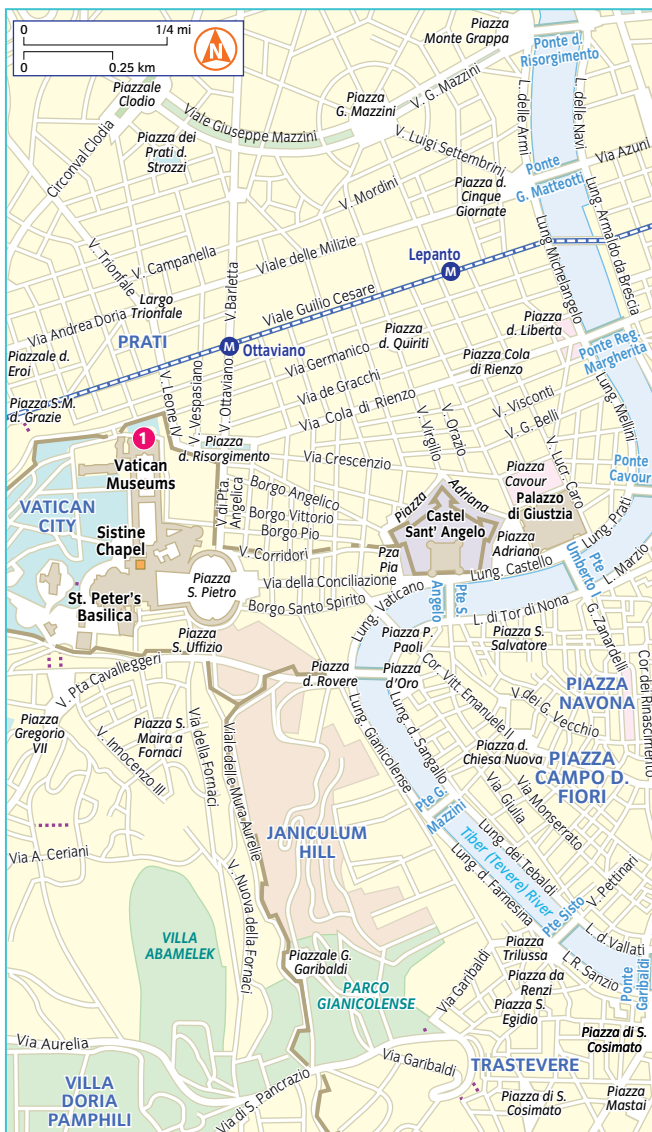 0
1/4 mi
0
0.25 km
N
Piazza
Monte Grappa
Ponte d.
Risorgimento
Piazzale
Clodio
Piazza
G. Mazzini
V. G. Mazzini
L. delle Armi
L. delle Navi
Circonval Clodia
Viale Giuseppe Mazzini
Piazza dei
Prati d.
Strozzi
V. Luigi Settembrini
Via Azuni
Ponte
G. Matteotti
Piazza d.
Cinque
Giornate
V. Mordini
V. Trionfale
V. Campanella
Viale delle Milizie
Lepanto
M
Lung. Michelangelo
Lung. Armaldo da Brescia
Largo
Trionfale
V. Barletta
Viale Guilio Cesare
Via Andrea Doria
PRATI
M
Ottaviano
Piazza
d. Quiriti
Piazza
d. Liberta
Ponte Reg.
Margherita
Piazzale d.
Eroi
Via Germanico
Piazza Cola
di Rienzo
Via de Gracchi
V. Leone IV
V. Vespasiano
V. Ottaviano
Via Cola di Rienzo
V. Visconti
Lung. Mellini
Piazza S.M.
d. Grazie
V. Virgilio
V. Orazio
V. G. Belli
1
Vatican
Museums
Piazza
d. Risorgimento
Via Crescenzio
Piazza
Cavour
V. Lucr. Caro
Ponte
Cavour
VATICAN
CITY
V. di Pta.
Angelica
Borgo Angelico
Borgo Vittorio
Borgo Pio
Piazza
Adriana
Castel
Sant' Angelo
Palazzo
di Giustzia
Sistine
Chapel
V. Corridori
Pza
Pia
Piazza
Adriana
Lung. Prati
Piazza
S. Pietro
Via della Conciliazione
Lung. Castello
Pte
Umberto I
L. Marzio
St. Peter's
Basilica
Borgo Santo Spirito
Lung. Vaticano
Pte S.
Angelo
L. di Tor di Nona
Piazza
S. Uffizio
Piazza P.
Paoli
Piazza S.
Salvatore
G. Zanardelli
Cor. dei Rinascimento
V. Pta Cavalleggeri
Piazza
d. Rovere
Piazza
d'Oro
Cor. Vitt. Emanuele II
V. dei G. Vecchio
PIAZZA
NAVONA
Piazza
Gregorio
VII
Piazza S.
Maira a
Fornaci
V. Innocenzo III
Via della Fornaci
Viale delle Mura Aurelie
Lung. Gianicolense
Lung. d. Sangallo
Piazza d.
Chiesa Nuova
PIAZZA
CAMPO D.
FIORI
Via Giulia
Via Monserrato
Pte G.
Mazzini
Via A. Ceriani
JANICULUM
HILL
V. Nuova della Fornaci
Tiber (Tevere) River
Lung. dei Tebaldi
Lung. d. Farnesina
V. Pettinari
Pte Sisto
VILLA
ABAMELEK
Piazzale G.
Garibaldi
PARCO
GIANICOLENSE
Via Garibaldi
Piazza
Trilussa
L. d. Vallati
L.R. Sanzio
Ponte
Garibaldi
Piazza da
Renzi
Piazza S.
Egidio
Via Aurelia
Via Garibaldi
Piazza di S.
Cosimato
TRASTEVERE
VILLA
DORIA
PAMPHILI
Via di S. Pancrazio
Piazza di S.
Cosimato
Piazza
Mastai